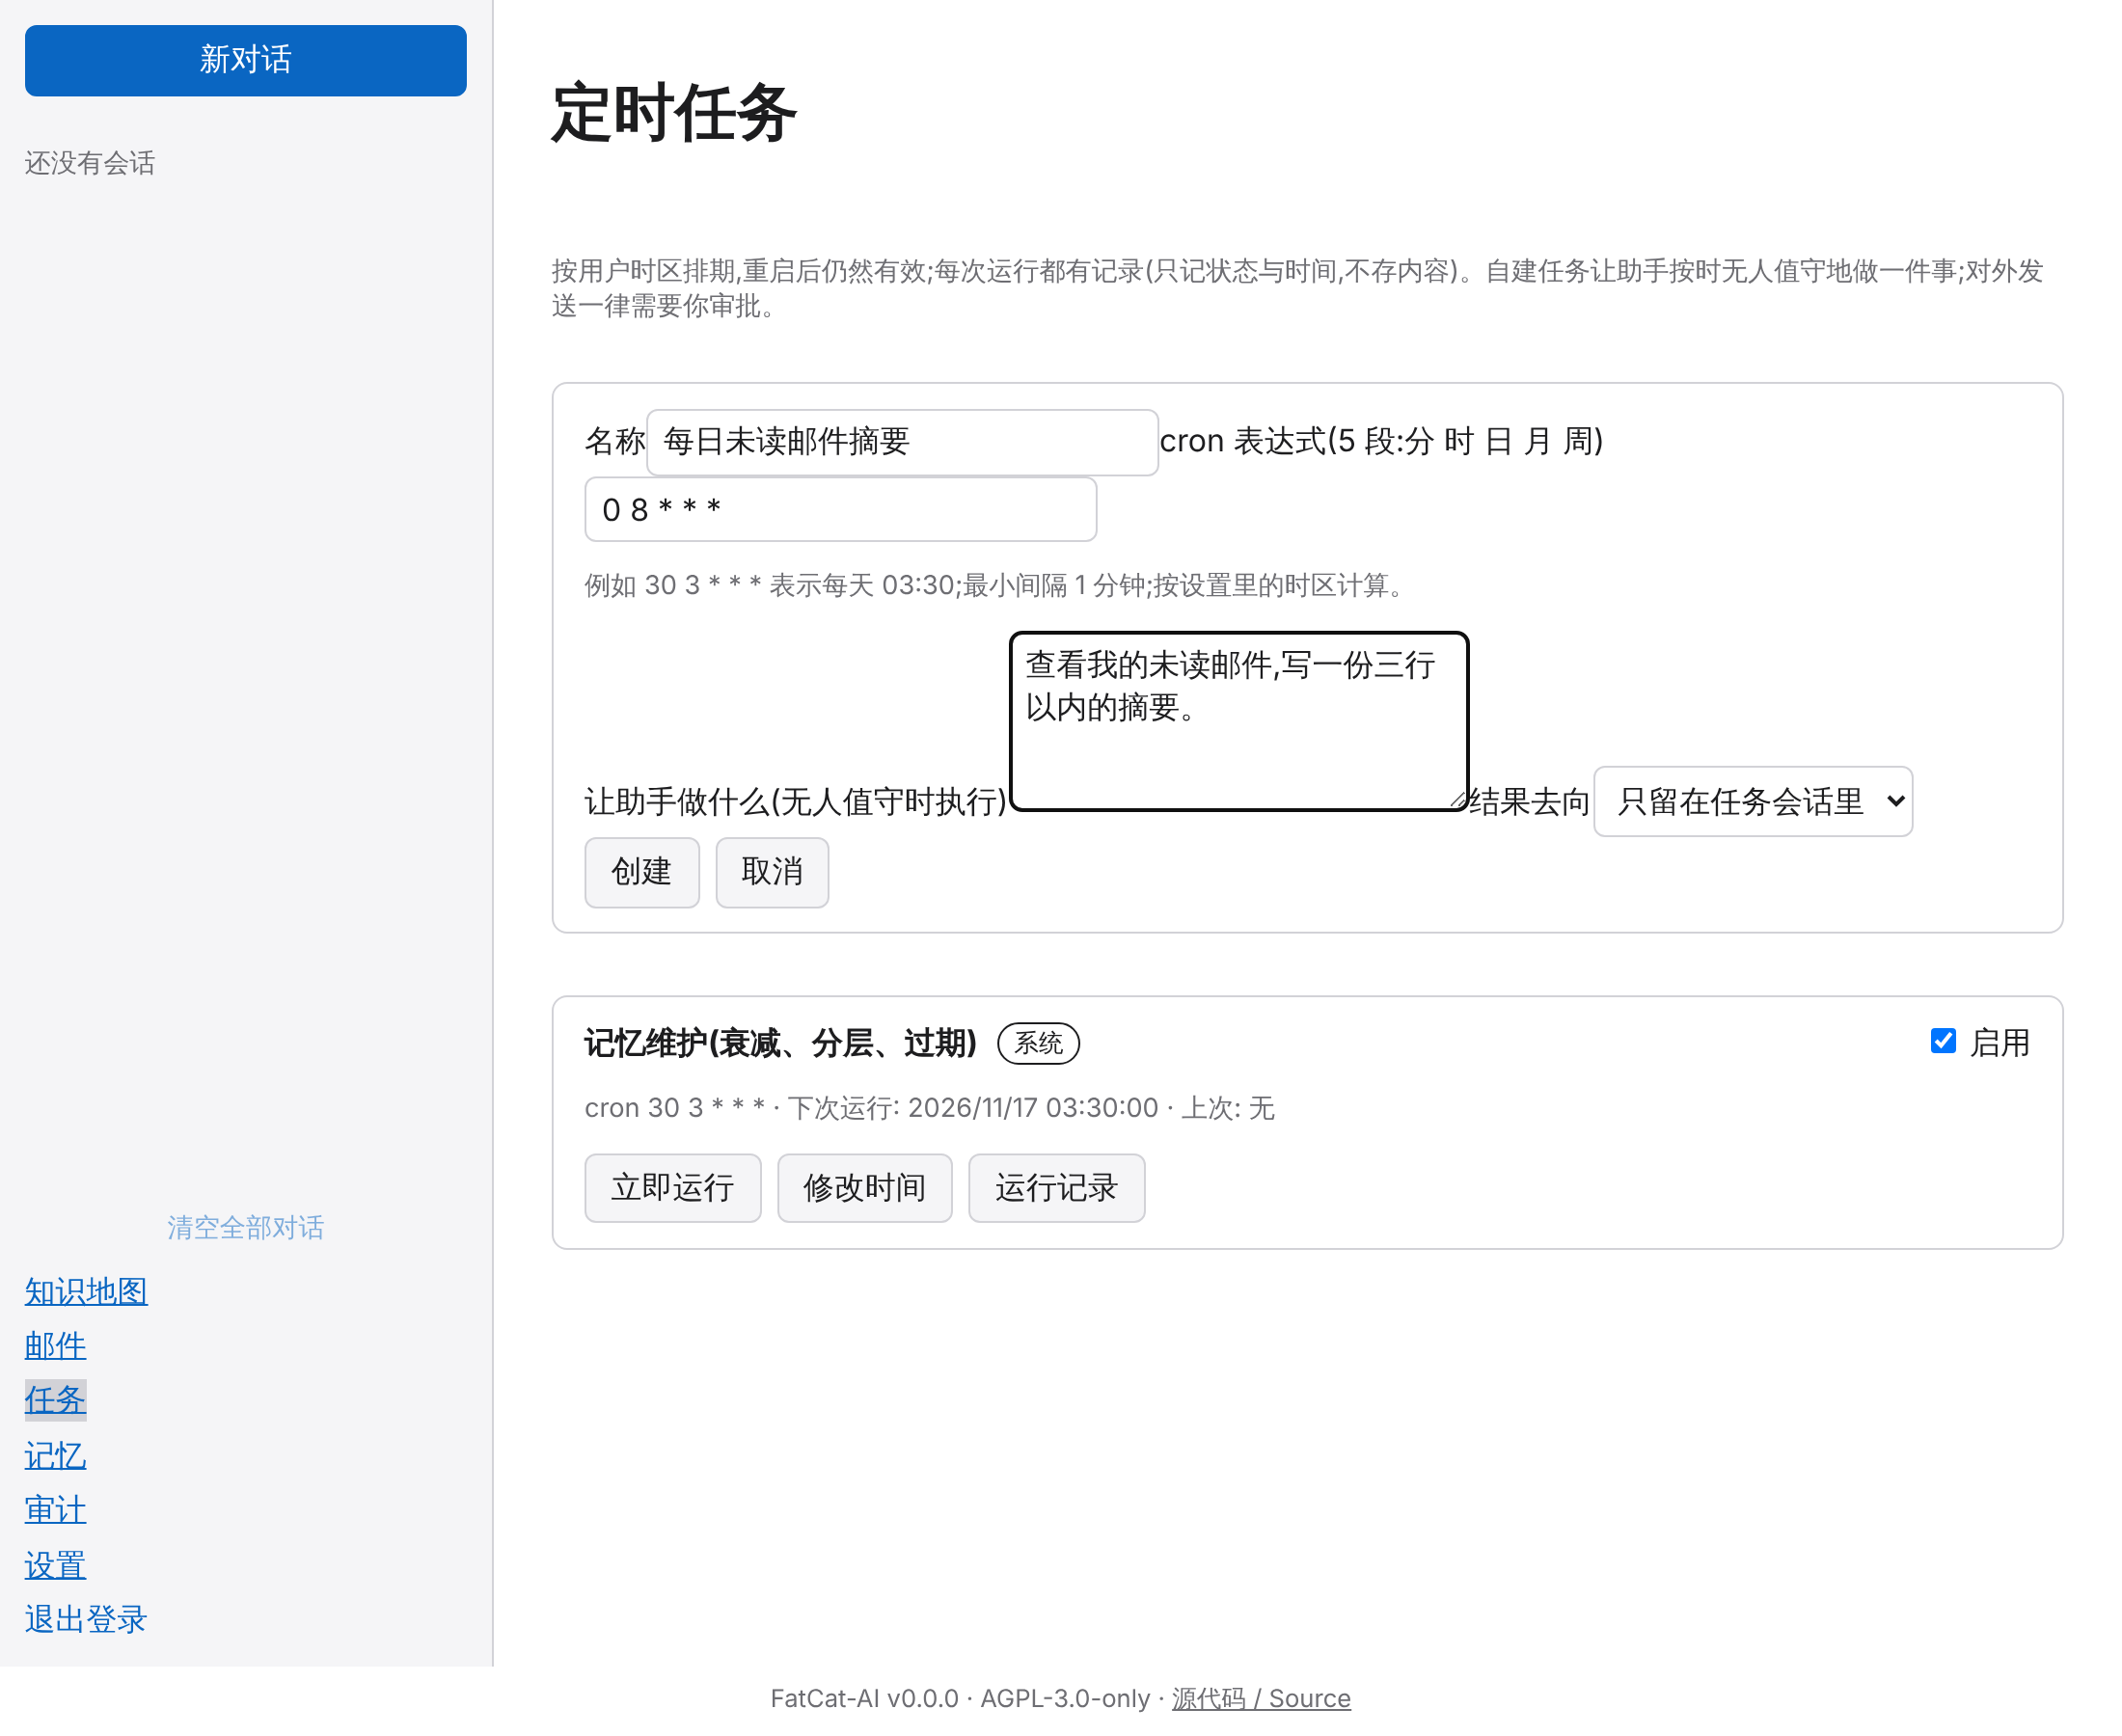 新对话
还没有会话
清空全部对话
知识地图
邮件
任务
记忆
审计
设置
退出登录
定时任务
按用户时区排期,重启后仍然有效;每次运行都有记录(只记状态与时间,不存内容)。自建任务让助手按时无人值守地做一件事;对外发
送一律需要你审批。
名称 每日未读邮件摘要 cron 表达式(5 段:分 时 日 月 周)
0 8 * * *
例如 30 3 * * * 表示每天 03:30;最小间隔 1 分钟;按设置里的时区计算。
查看我的未读邮件,写一份三行
以内的摘要。
让助手做什么(无人值守时执行) 结果去向 只留在任务会话里
创建 取消
记忆维护(衰减、分层、过期) 系统 启用
cron 30 3 * * * · 下次运行: 2026/11/17 03:30:00 · 上次: 无
立即运行 修改时间 运行记录
FatCat-AI v0.0.0 · AGPL-3.0-only · 源代码 / Source